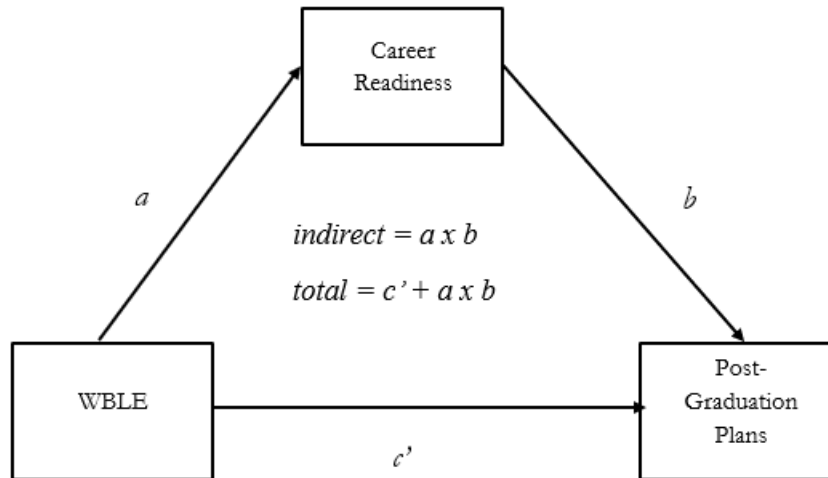 Career
Readiness
a
b
indirect = a x b
total = c’ + a x b
WBLE
Post-
Graduation
Plans
c’